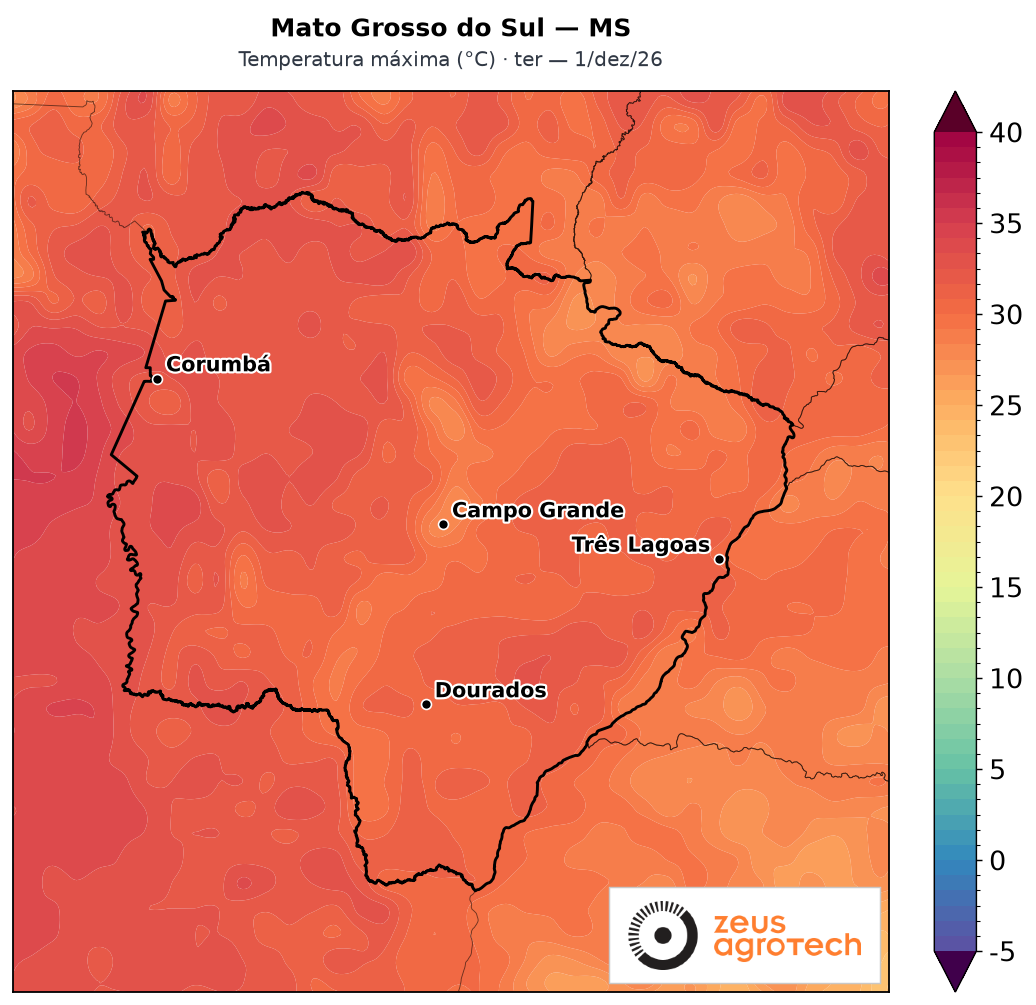 Mato Grosso do Sul — MS
Temperatura máxima (°C) · ter — 1/dez/26
40
35
30
25
20
15
10
5
0
-5
Corumbá
Campo Grande
Três Lagoas
Dourados
zeus
agrotech